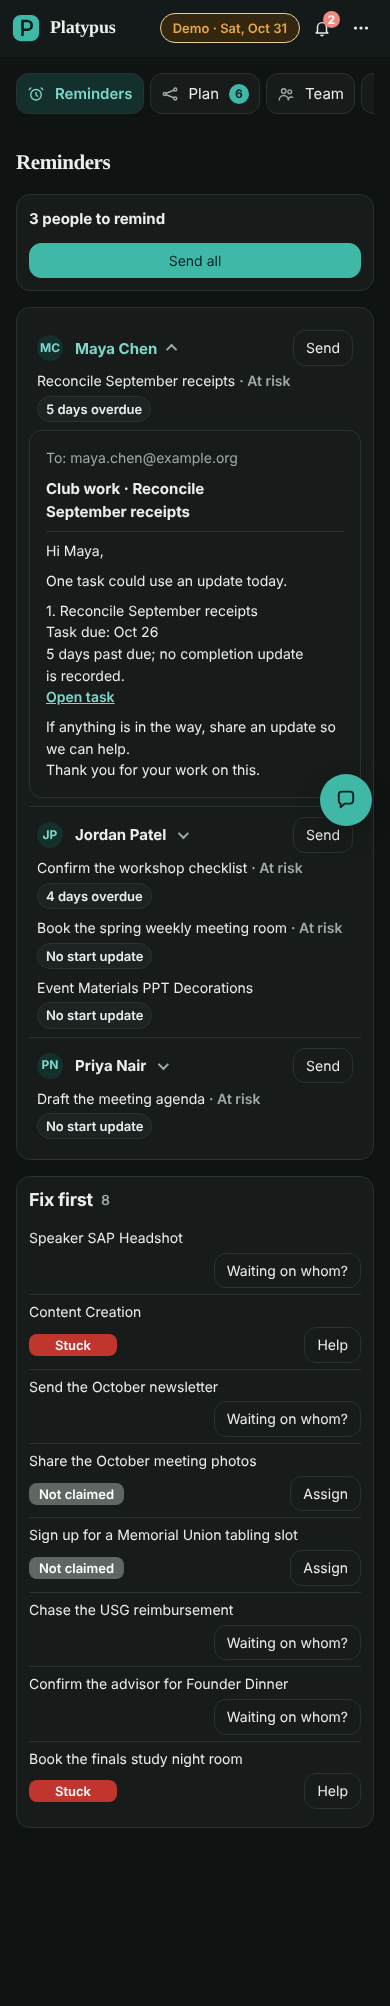 Platypus
Demo · Sat, Oct 31
2
Reminders
Plan 6
Team
Reminders
3 people to remind
Send all
MC Maya Chen
Send
Reconcile September receipts · At risk
5 days overdue
To: maya.chen@example.org
Club work · Reconcile
September receipts
Hi Maya,
One task could use an update today.
1. Reconcile September receipts
Task due: Oct 26
5 days past due; no completion update
is recorded.
Open task
If anything is in the way, share an update so
we can help.
Thank you for your work on this.
JP Jordan Patel
Send
Confirm the workshop checklist · At risk
4 days overdue
Book the spring weekly meeting room · At risk
No start update
Event Materials PPT Decorations
No start update
PN Priya Nair
Send
Draft the meeting agenda · At risk
No start update
Fix first 8
Speaker SAP Headshot
Waiting on whom?
Content Creation
Stuck
Help
Send the October newsletter
Waiting on whom?
Share the October meeting photos
Not claimed
Assign
Sign up for a Memorial Union tabling slot
Not claimed
Assign
Chase the USG reimbursement
Waiting on whom?
Confirm the advisor for Founder Dinner
Waiting on whom?
Book the finals study night room
Stuck
Help